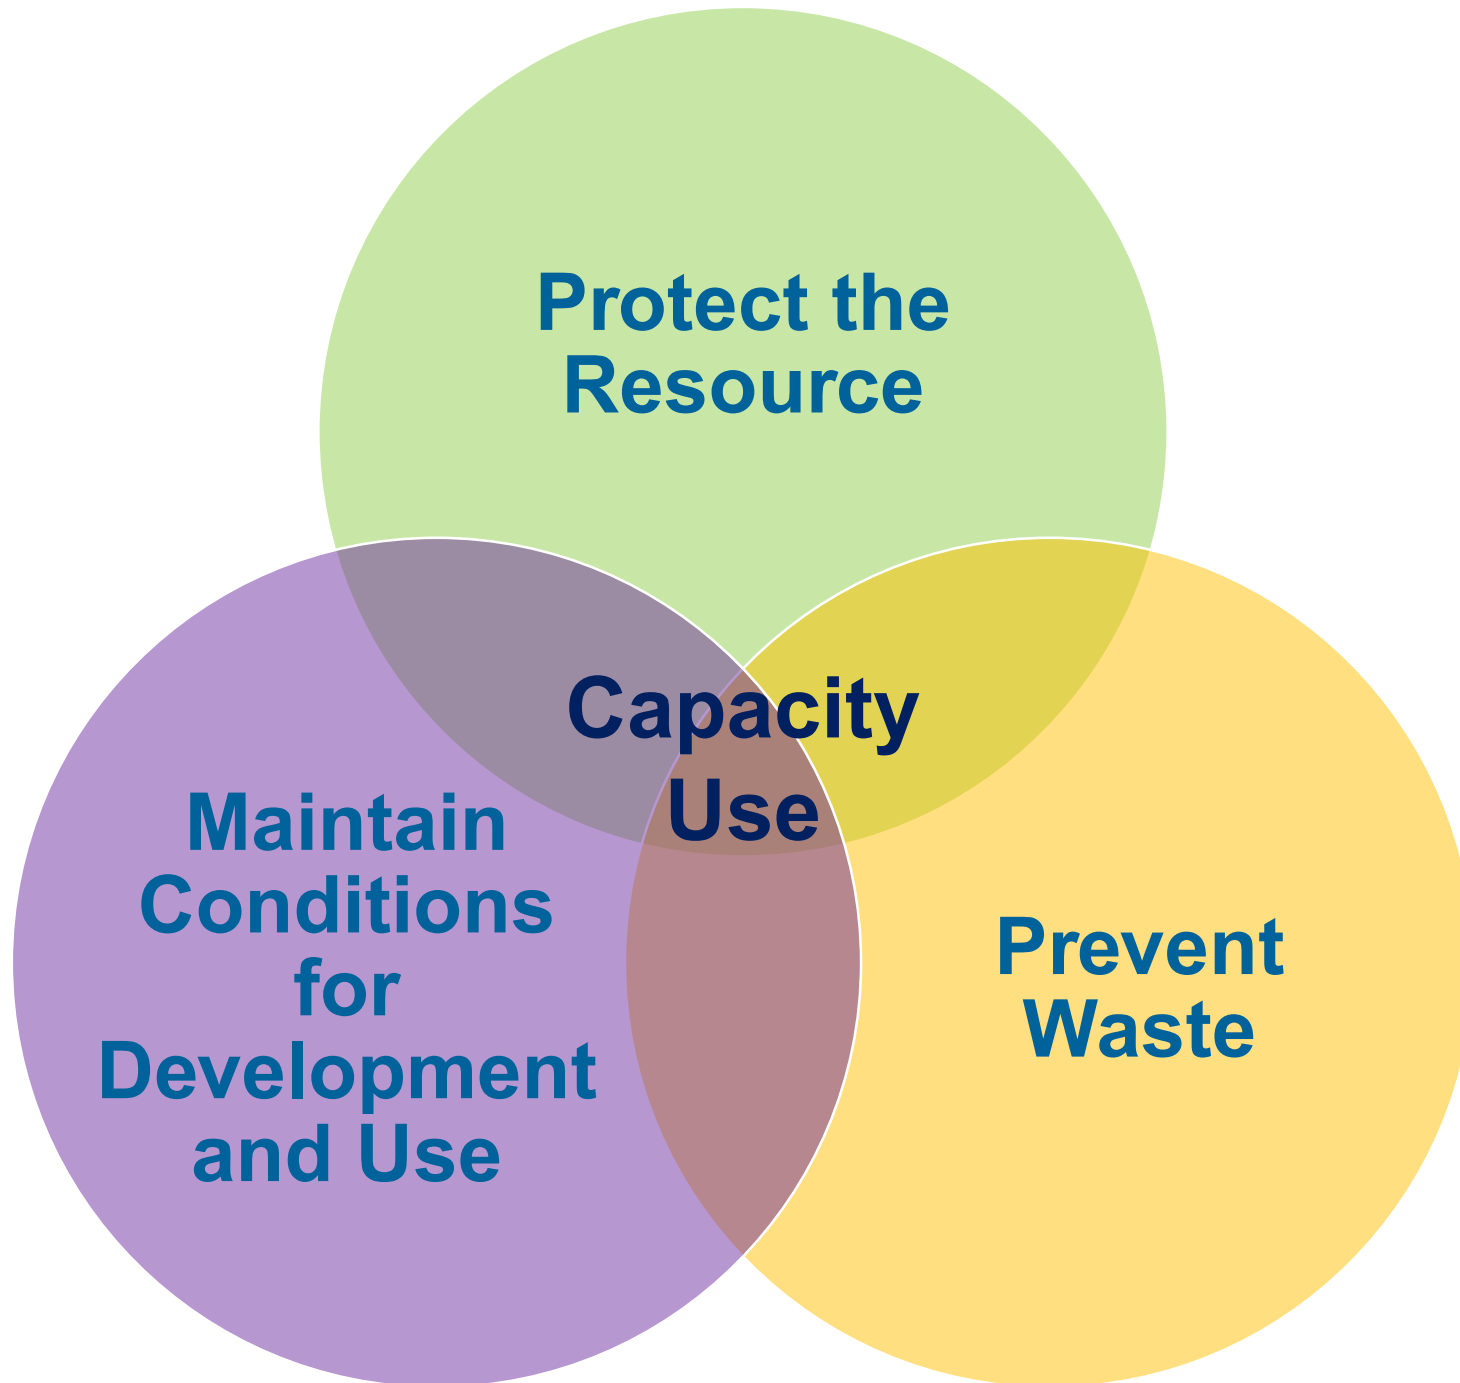 Protect the
Resource
Capacity
Use
Maintain
Conditions
for
Development
and Use
Prevent
Waste